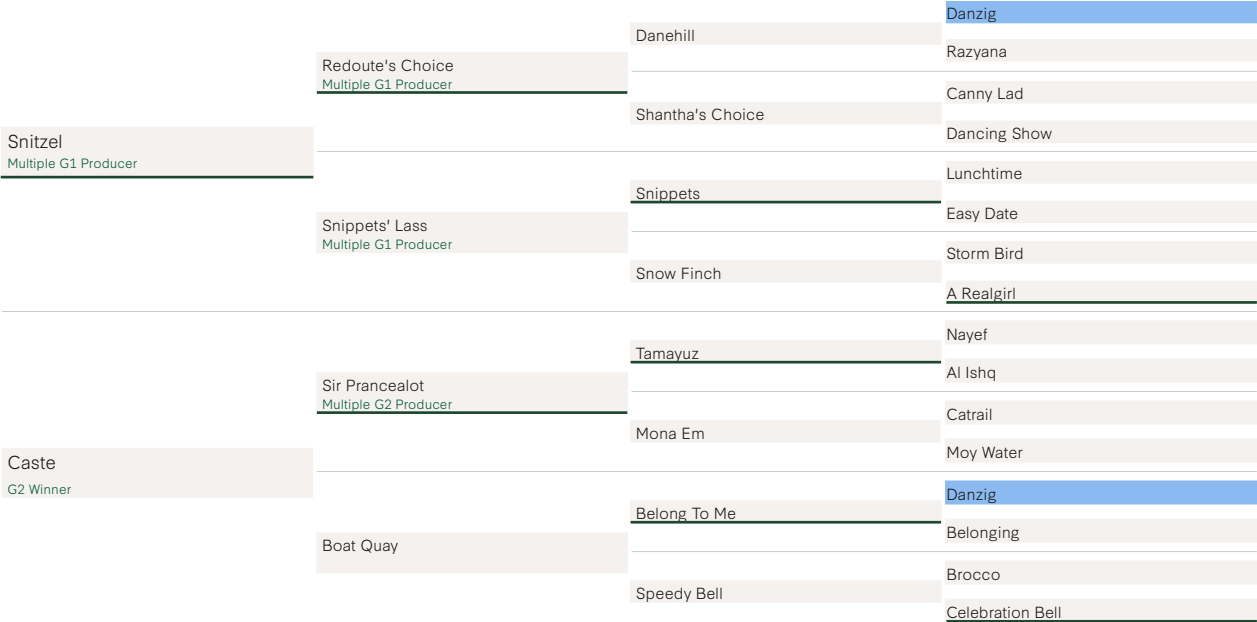 Snitzel
Multiple G1 Producer
Caste
G2 Winner
Redoute's Choice
Multiple G1 Producer
Snippets' Lass
Multiple G1 Producer
Sir Prancealot
Multiple G2 Producer
Boat Quay
Danehill
Shantha's Choice
Snippets
Snow Finch
Tamayuz
Mona Em
Belong To Me
Speedy Bell
Danzig
Razyana
Canny Lad
Dancing Show
Lunchtime
Easy Date
Storm Bird
A Realgirl
Nayef
Al Ishq
Catrail
Moy Water
Danzig
Belonging
Brocco
Celebration Bell